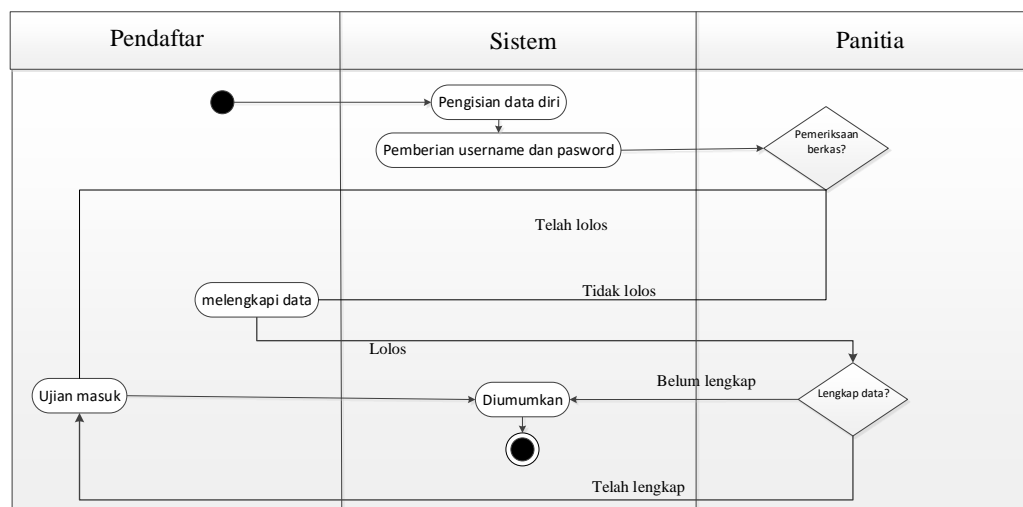 Pendaftar
Sistem
Panitia
Pengisian data diri
Pemberian username dan pasword
Pemeriksaan
berkas?
Telah lolos
melengkapi data
Tidak lolos
Lolos
Ujian masuk
Diumumkan
Belum lengkap
Lengkap data?
Telah lengkap